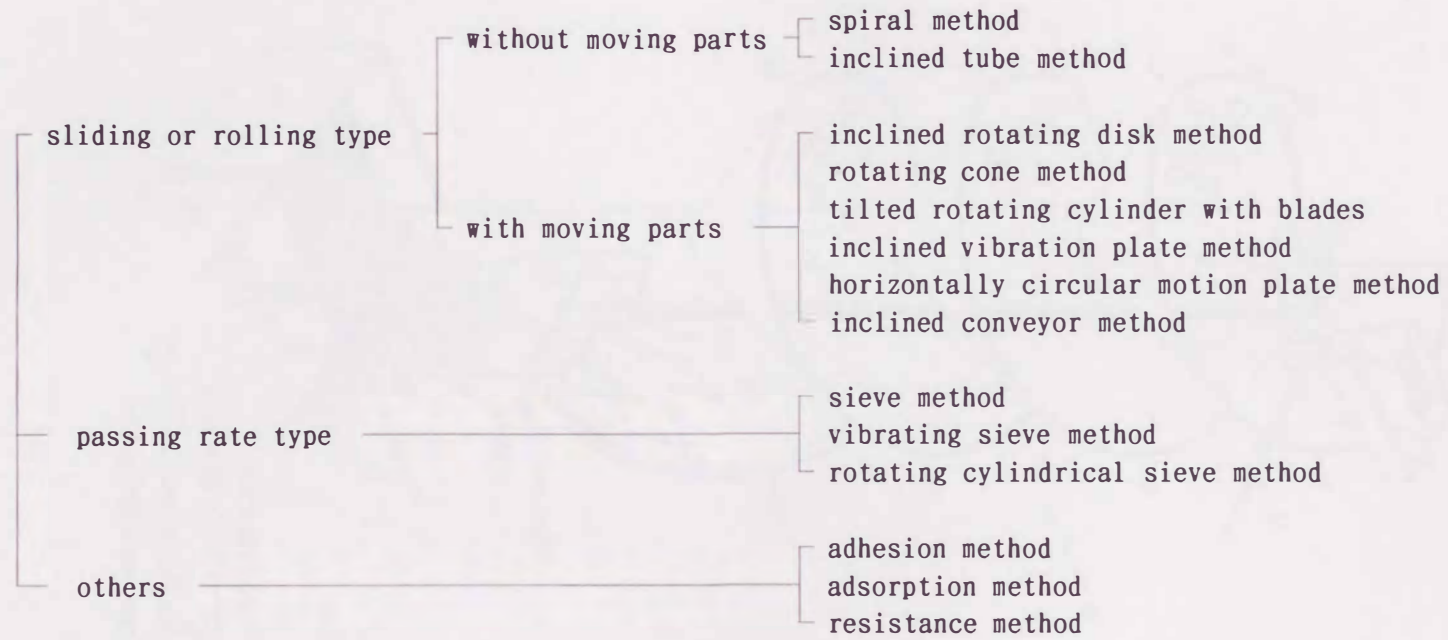 without moving parts
spiral method
inclined tube method
sliding or rolling type
inclined rotating disk method
rotating cone method
tilted rotating cylinder with blades
with moving parts
inclined vibration plate method
horizontally circular motion plate method
inclined conveyor method
sieve method
passing rate type
vibrating sieve method
rotating cylindrical sieve method
adhesion method
others
adsorption method
resistance method